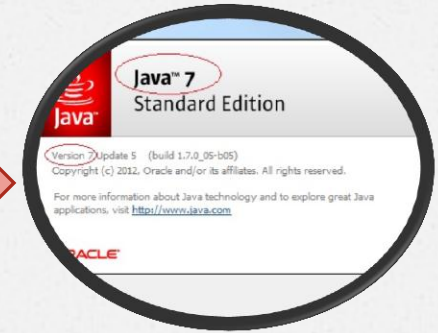 Java™ 7
Standard Edition
Java™
Version 7 Update 5 (build 1.7.0_05-b05)
Copyright (c) 2012, Oracle and/or its affiliates. All rights reserved.
For more information about Java technology and to explore great Java
applications, visit http://www.java.com
RACLE